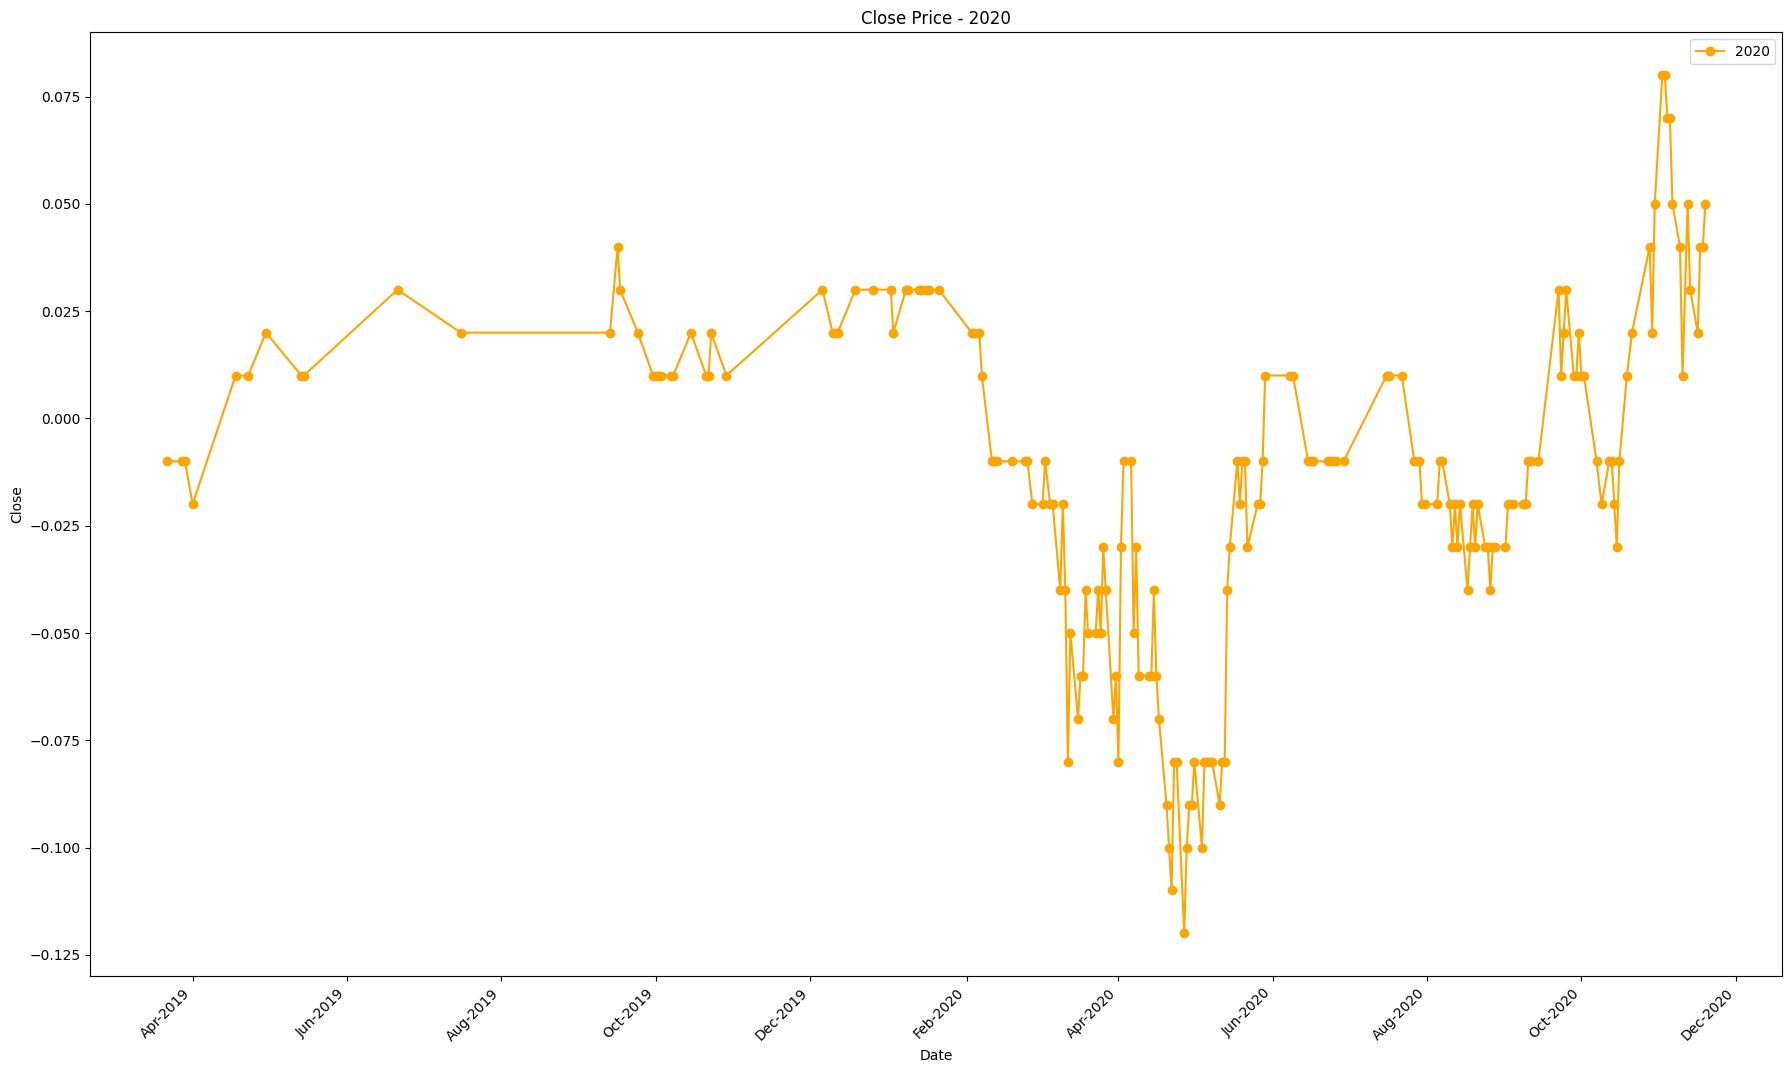 Close Price - 2020
2020
0.075
0.050
0.025
0.000
−0.025
−0.050
−0.075
−0.100
−0.125
Close
Apr-2019
Jun-2019
Aug-2019
Oct-2019
Dec-2019
Feb-2020
Apr-2020
Jun-2020
Aug-2020
Oct-2020
Dec-2020
Date